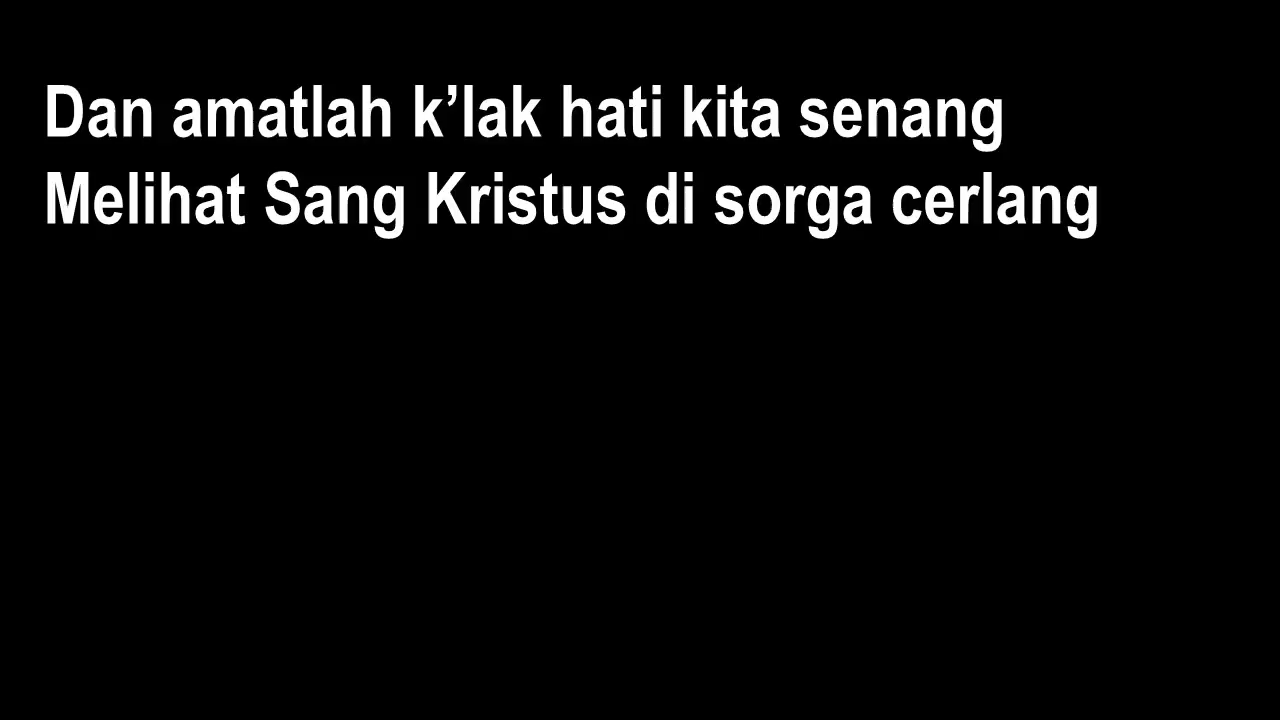 Dan amatlah k’lak hati kita senang
Melihat Sang Kristus di sorga cerlang